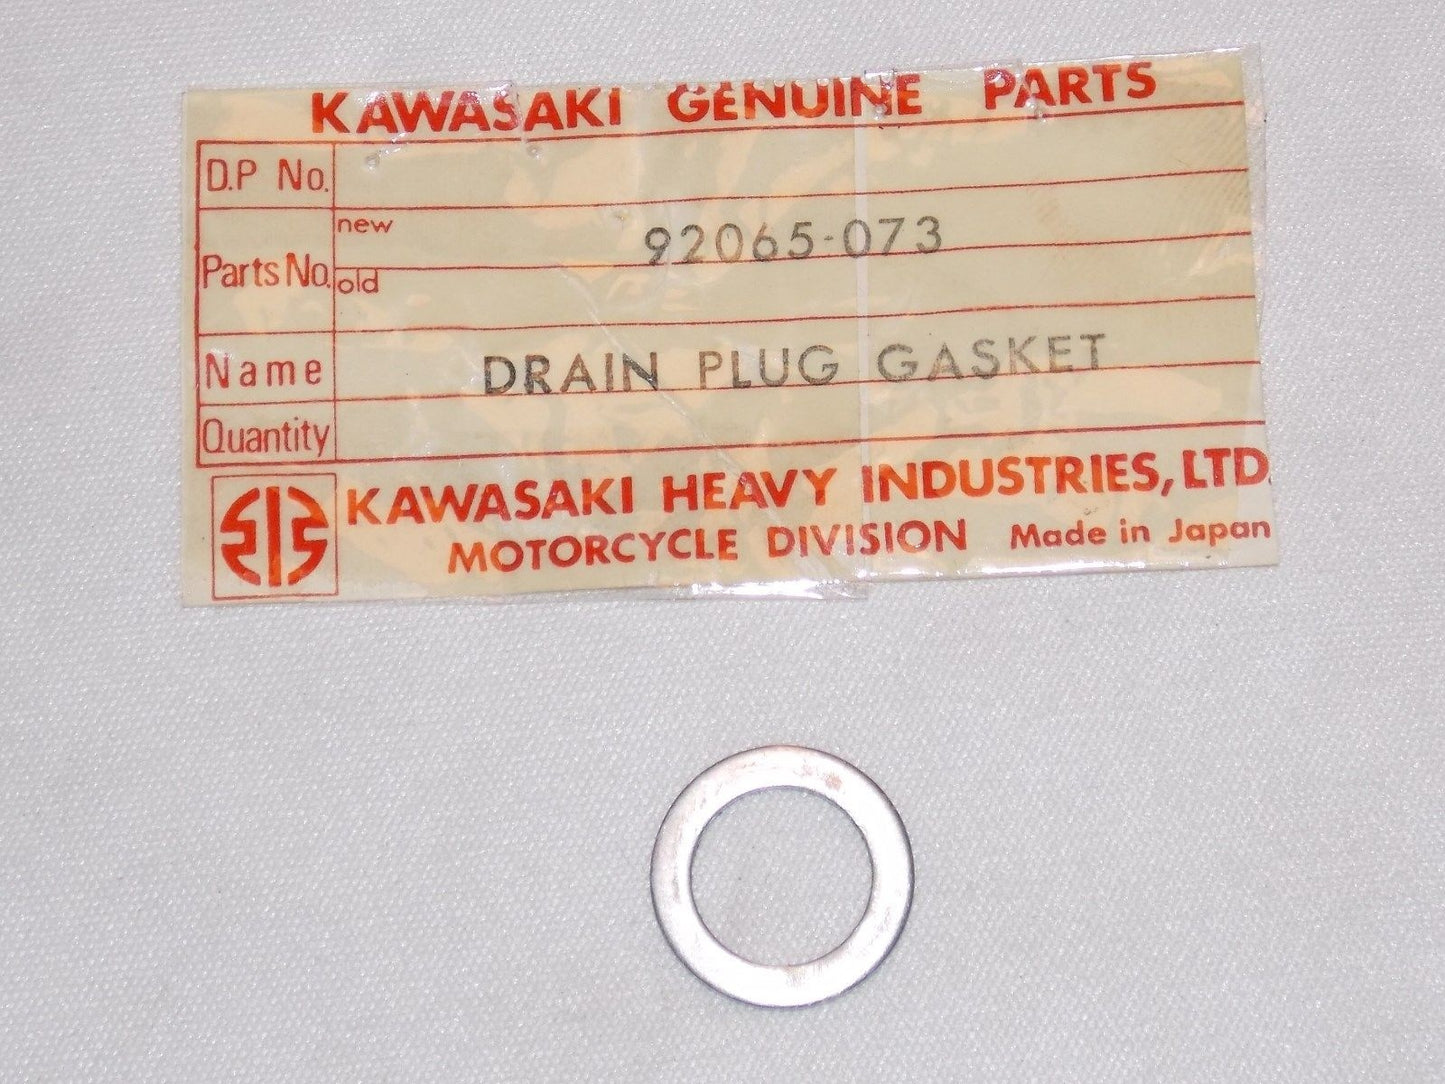 KAWASAKI GENUINE PARTS
D.P No.
Parts No. new 92065-073
old
Name DRAIN PLUG GASKET
Quantity
KAWASAKI HEAVY INDUSTRIES, LTD.
MOTORCYCLE DIVISION Made in Japan